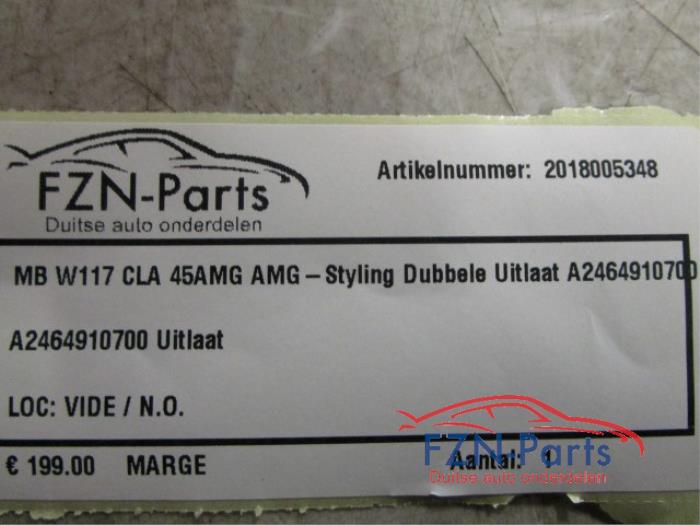 FZN-Parts
Duitse auto onderdelen
Artikelnummer: 2018005348
MB W117 CLA 45AMG AMG–Styling Dubbele Uitlaat A2464910700
A2464910700 Uitlaat
LOC: VIDE / N.O.
€ 199.00 MARGE
Aantal: 1
FZN-Parts
Duitse auto onderdelen